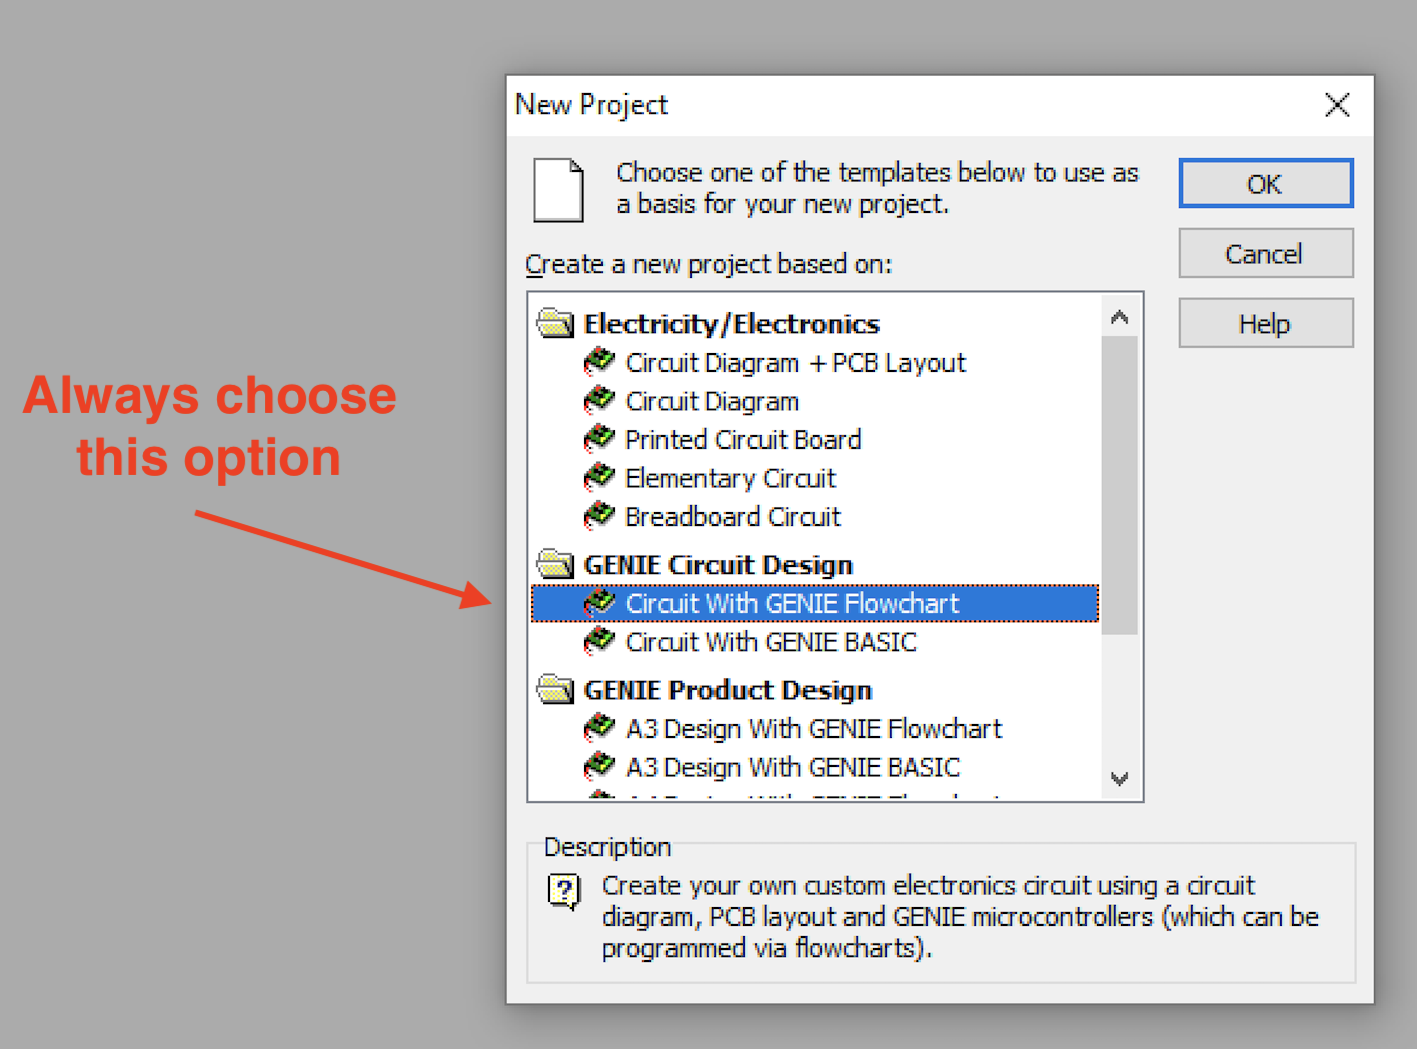 New Project
Choose one of the templates below to use as
a basis for your new project.
OK
Cancel
Help
Create a new project based on:
Electricity/Electronics
Circuit Diagram + PCB Layout
Circuit Diagram
Printed Circuit Board
Elementary Circuit
Breadboard Circuit
GENIE Circuit Design
Circuit With GENIE Flowchart
Circuit With GENIE BASIC
GENIE Product Design
A3 Design With GENIE Flowchart
A3 Design With GENIE BASIC
Always choose
this option
Description
Create your own custom electronics circuit using a circuit
diagram, PCB layout and GENIE microcontrollers (which can be
programmed via flowcharts).